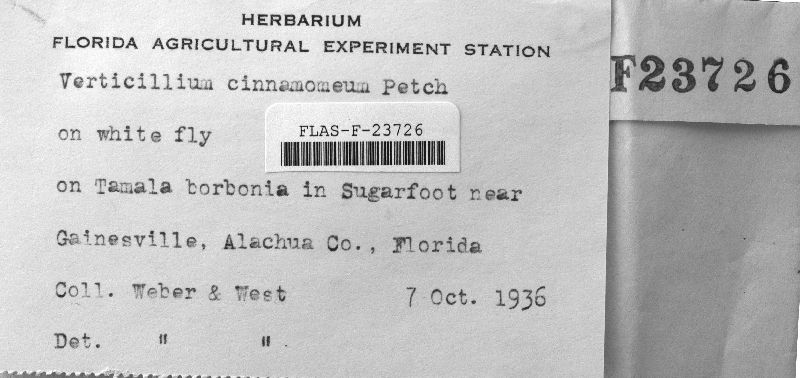 HERBARIUM
FLORIDA AGRICULTURAL EXPERIMENT STATION
F23726
Verticillium cinnamomeum Petch
FLAS-F-23726
on white fly
on Tamala borbonia in Sugarfoot near
Gainesville, Alachua Co., Florida
Coll. Weber & West 7 Oct. 1936
Det. " " .